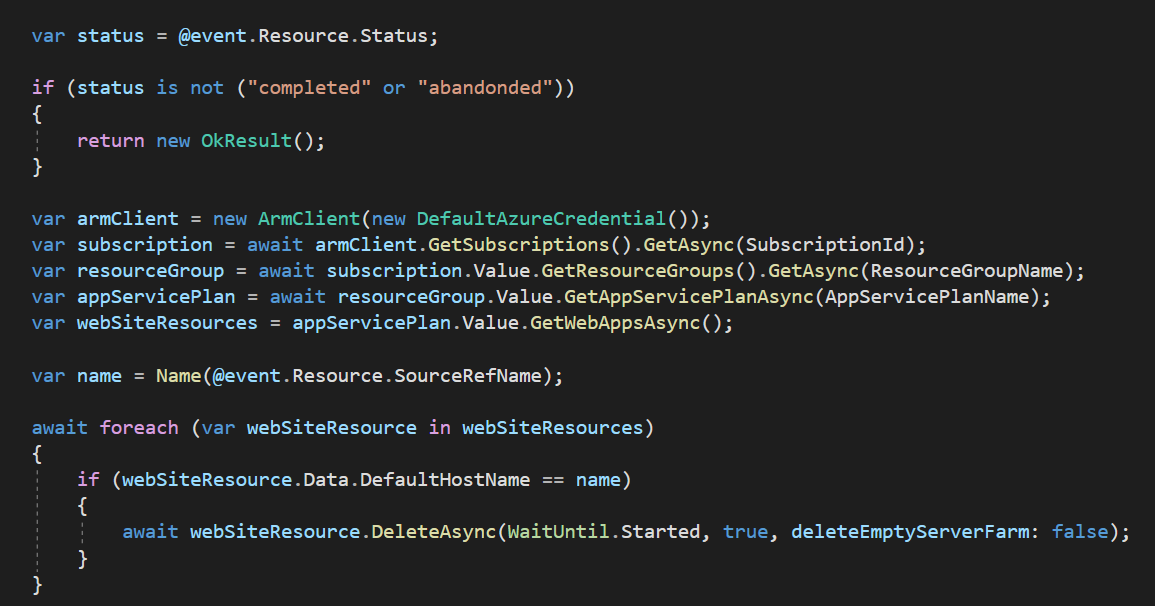 var status = @event.Resource.Status;
if (status is not ("completed" or "abandonded"))
{
return new OkResult();
}
var armClient = new ArmClient(new DefaultAzureCredential());
var subscription = await armClient.GetSubscriptions().GetAsync(SubscriptionId);
var resourceGroup = await subscription.Value.GetResourceGroups().GetAsync(ResourceGroupName);
var appServicePlan = await resourceGroup.Value.GetAppServicePlanAsync(AppServicePlanName);
var webSiteResources = appServicePlan.Value.GetWebAppsAsync();
var name = Name(@event.Resource.SourceRefName);
await foreach (var webSiteResource in webSiteResources)
{
if (webSiteResource.Data.DefaultHostName == name)
{
await webSiteResource.DeleteAsync(WaitUntil.Started, true, deleteEmptyServerFarm: false);
}
}